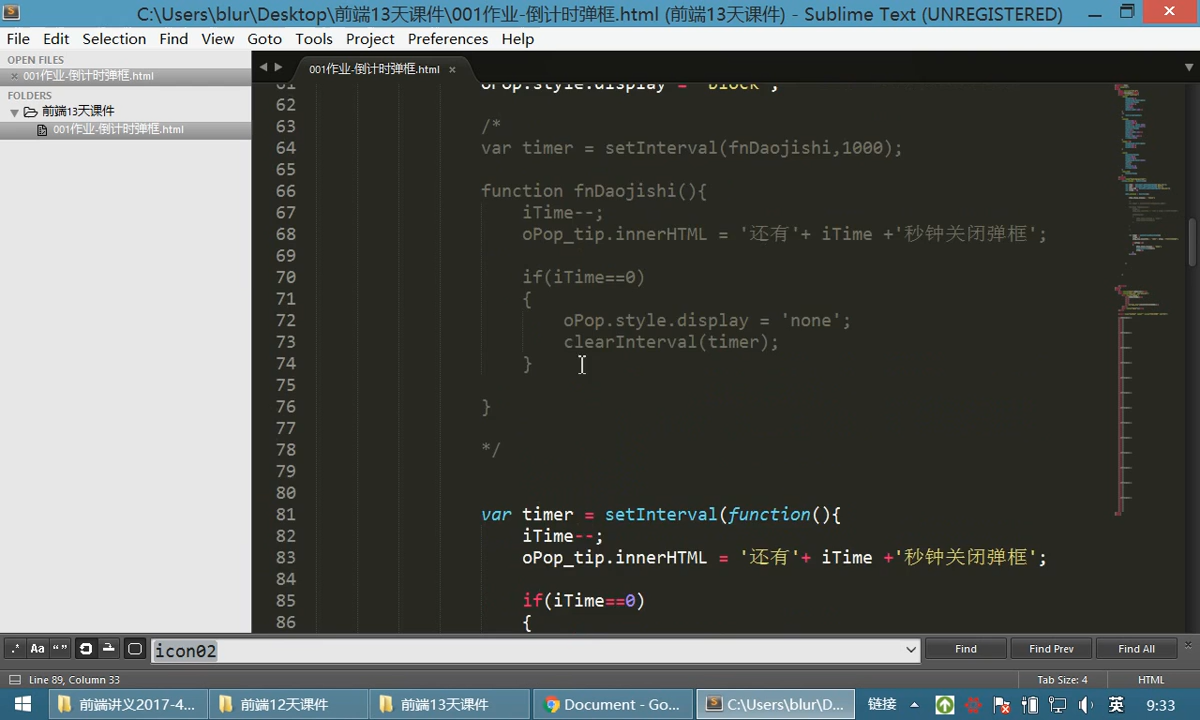 C:\Users\blur\Desktop\前端13天课件\001作业-倒计时弹框.html (前端13天课件) - Sublime Text (UNREGISTERED)
File Edit Selection Find View Goto Tools Project Preferences Help
OPEN FILES
001作业-倒计时弹框.html
FOLDERS
前端13天课件
001作业-倒计时弹框.html
001作业-倒计时弹框.html
61 oPop.style.display = 'block';
62
63 /*
64 var timer = setInterval(fnDaojishi,1000);
65
66 function fnDaojishi(){
67 iTime--;
68 oPop_tip.innerHTML = '还有'+ iTime +'秒钟关闭弹框';
69
70 if(iTime==0)
71 {
72 oPop.style.display = 'none';
73 clearInterval(timer);
74 }
75
76 }
77
78 */
79
80
81 var timer = setInterval(function(){
82 iTime--;
83 oPop_tip.innerHTML = '还有'+ iTime +'秒钟关闭弹框';
84
85 if(iTime==0)
86 {
.* Aa “” icon02 Find Find Prev Find All
Line 89, Column 33 Tab Size: 4 HTML
前端讲义2017-4... 前端12天课件 前端13天课件 Document - Go... C:\Users\blur\D... 链接 英 9:33